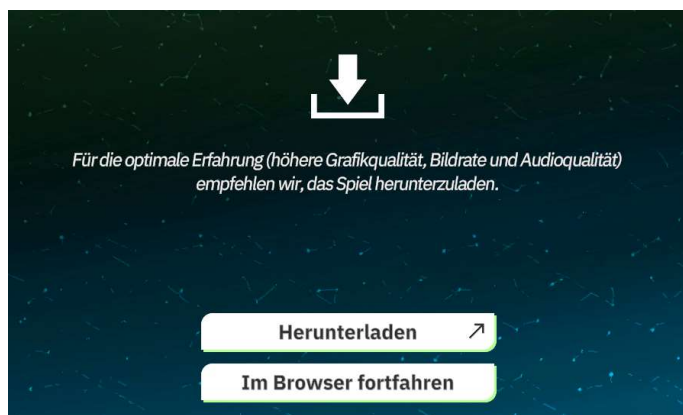 Für die optimale Erfahrung (höhere Grafikqualität, Bildrate und Audioqualität)
empfehlen wir, das Spiel herunterzuladen.
Herunterladen
Im Browser fortfahren